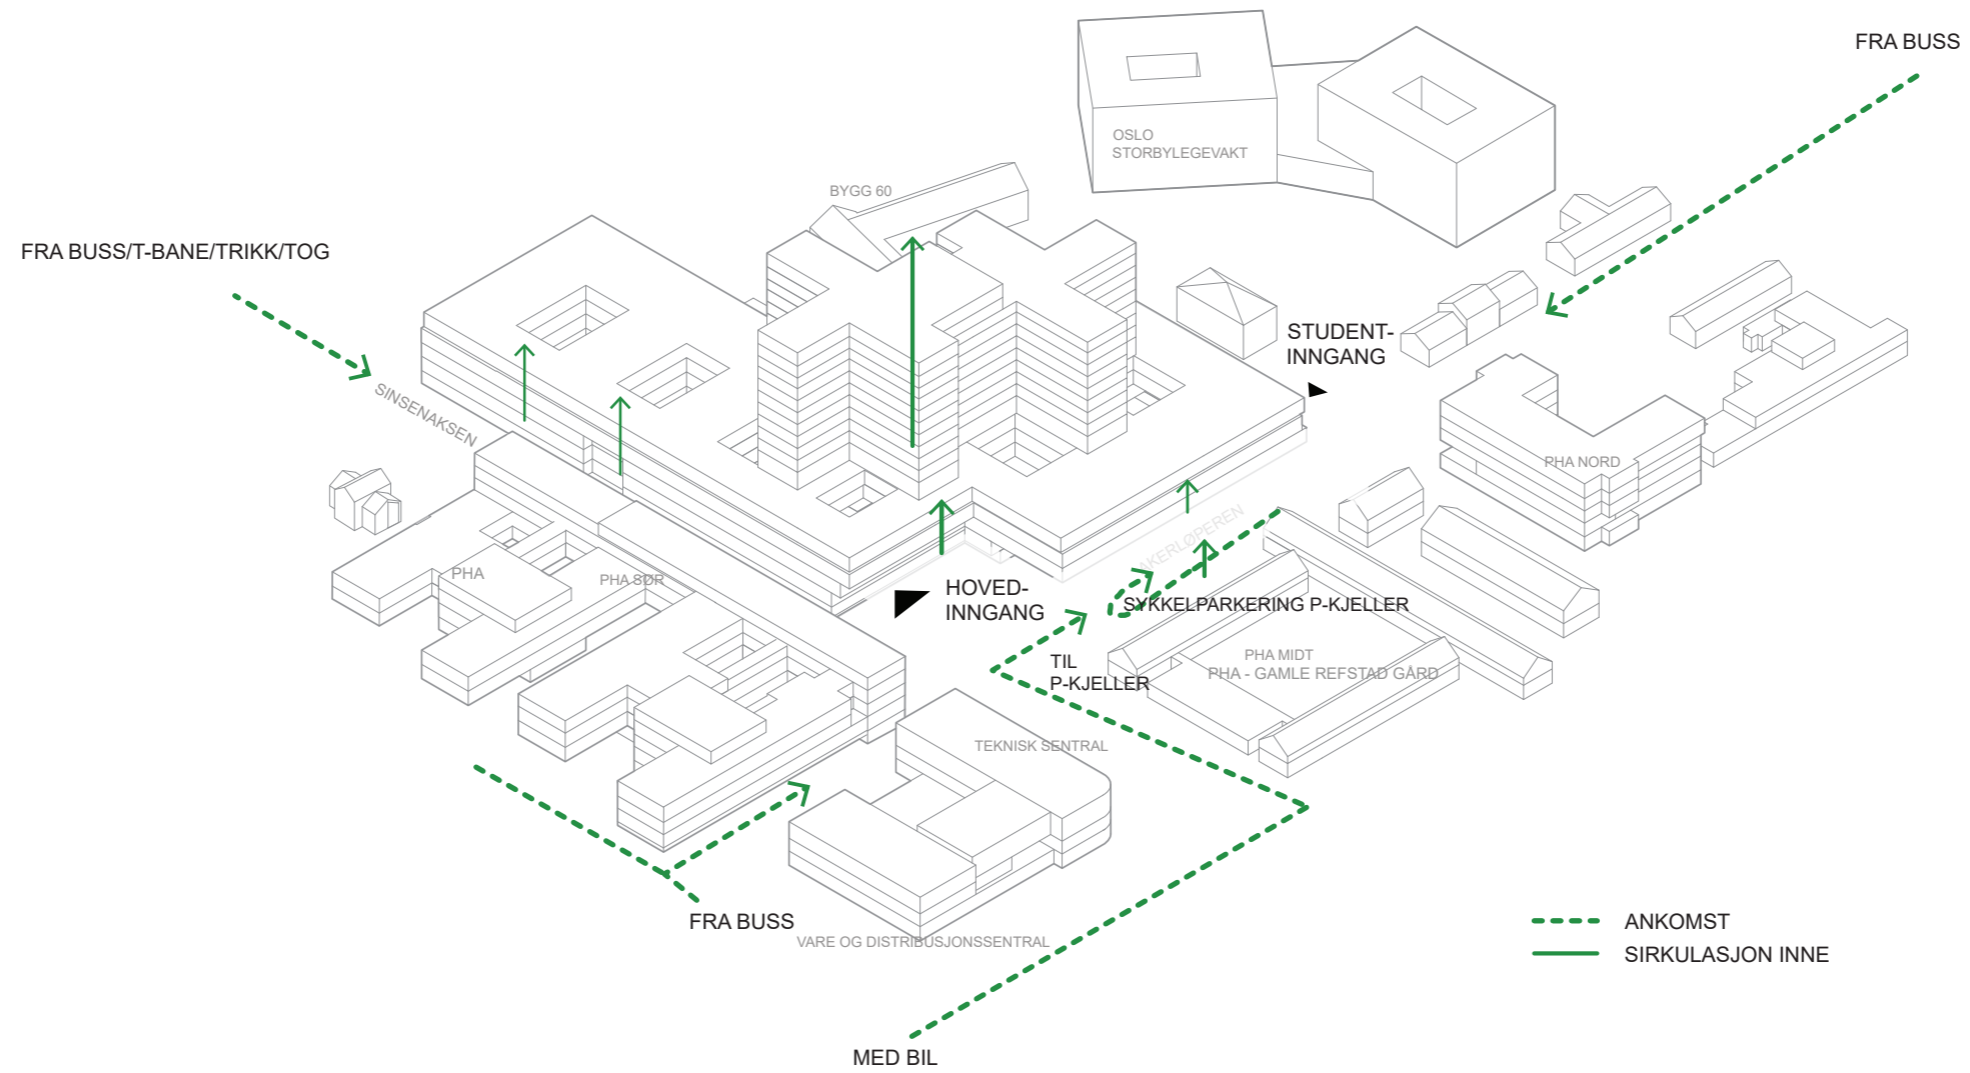 FRA BUSS
OSLO
STORBYLEGEVAKT
BYGG 60
FRA BUSS/T-BANE/TRIKK/TOG
STUDENT-
INNGANG
SINSENAKSEN
PHA NORD
AKERLØPEREN
PHA
PHA SØR
HOVED-
INNGANG
SYKKELPARKERING P-KJELLER
TIL
P-KJELLER
PHA MIDT
PHA - GAMLE REFSTAD GÅRD
TEKNISK SENTRAL
FRA BUSS
VARE OG DISTRIBUSJONSSENTRAL
ANKOMST
SIRKULASJON INNE
MED BIL